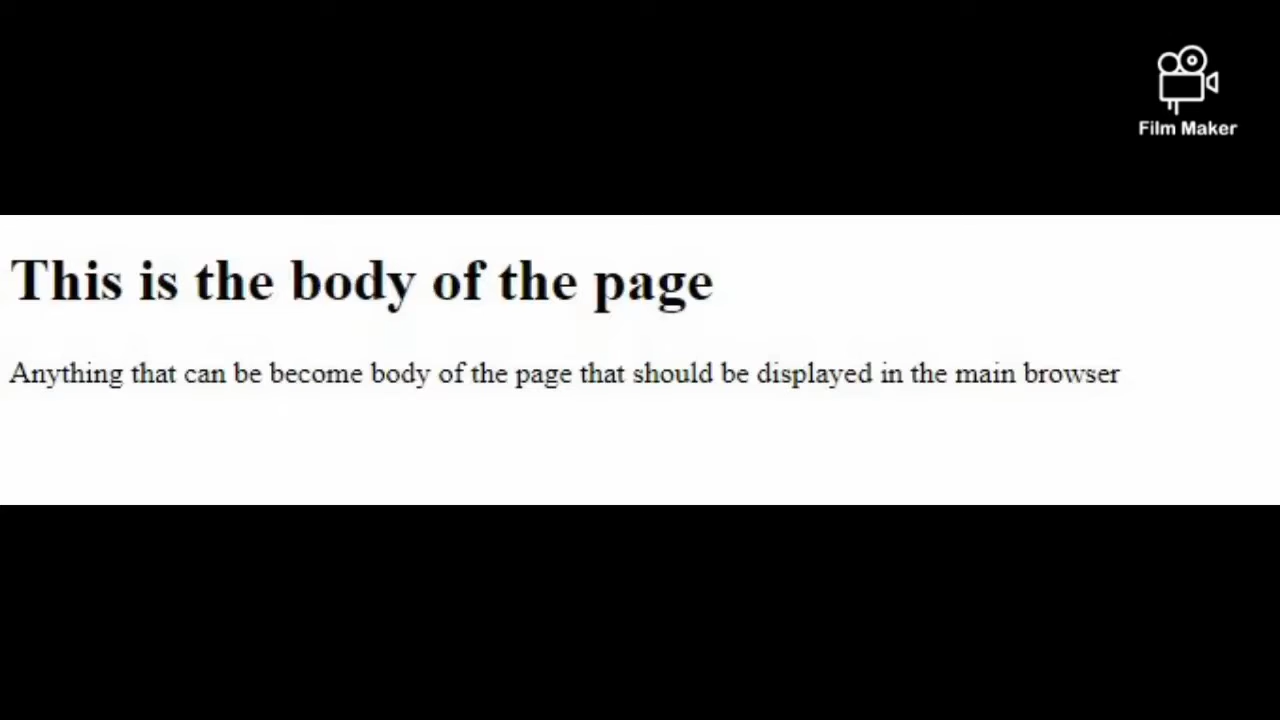 Film Maker
This is the body of the page
Anything that can be become body of the page that should be displayed in the main browser